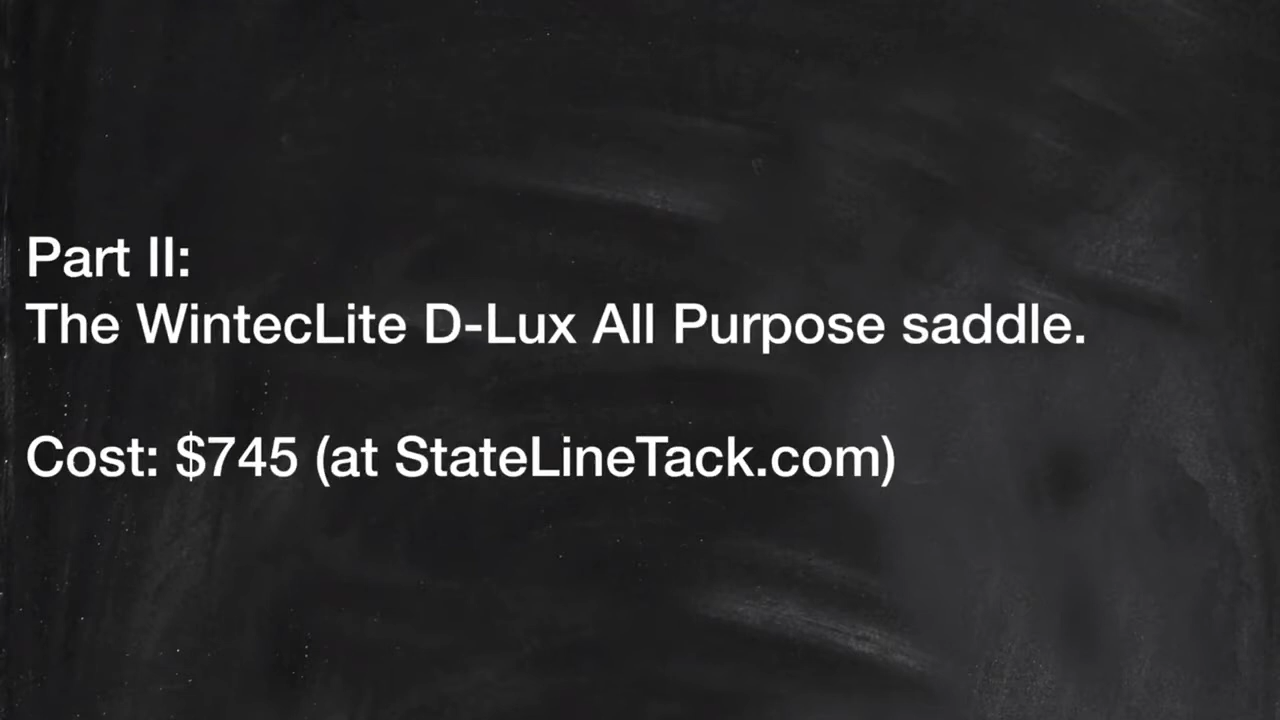 Part II:
The WintecLite D-Lux All Purpose saddle.
Cost: $745 (at StateLineTack.com)